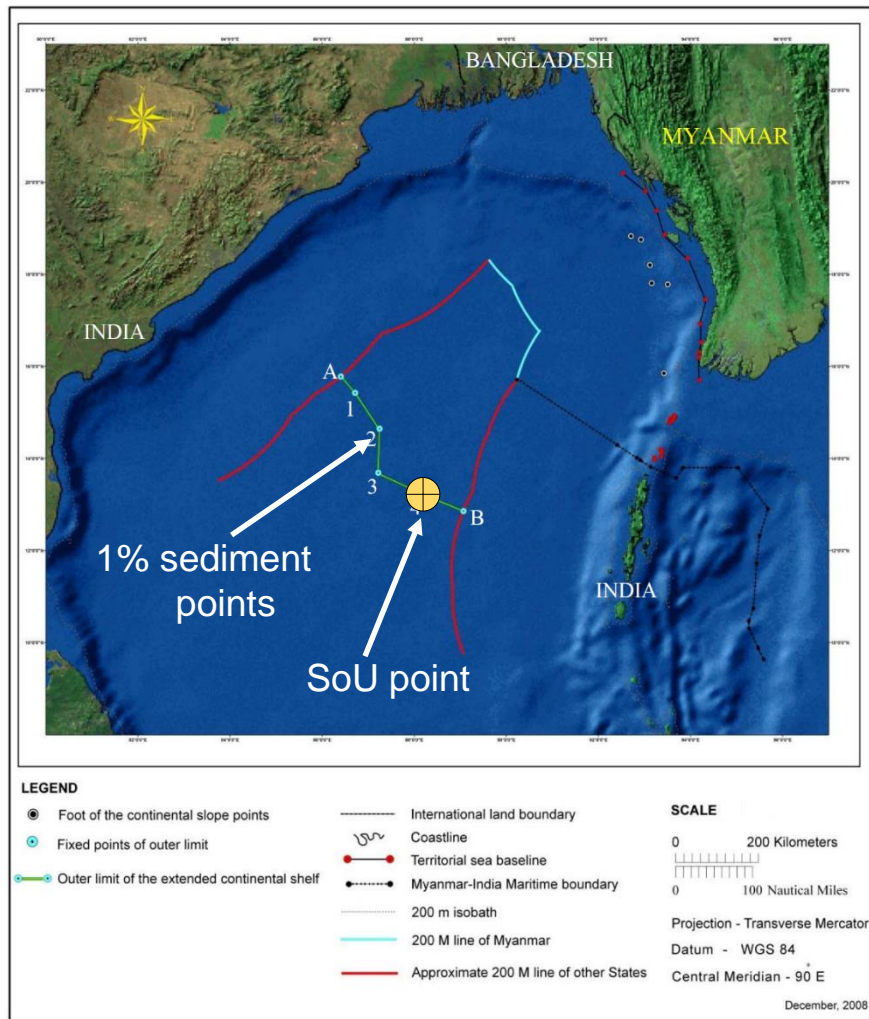 BANGLADESH
MYANMAR
INDIA
A
1
2
3
B
1% sediment
points
INDIA
SoU point
LEGEND
Foot of the continental slope points
Fixed points of outer limit
Outer limit of the extended continental shelf
International land boundary
Coastline
Territorial sea baseline
Myanmar-India Maritime boundary
200 m isobath
200 M line of Myanmar
Approximate 200 M line of other States
SCALE
0 200 Kilometers
0 100 Nautical Miles
Projection - Transverse Mercator
Datum - WGS 84
Central Meridian - 90° E
December, 2008